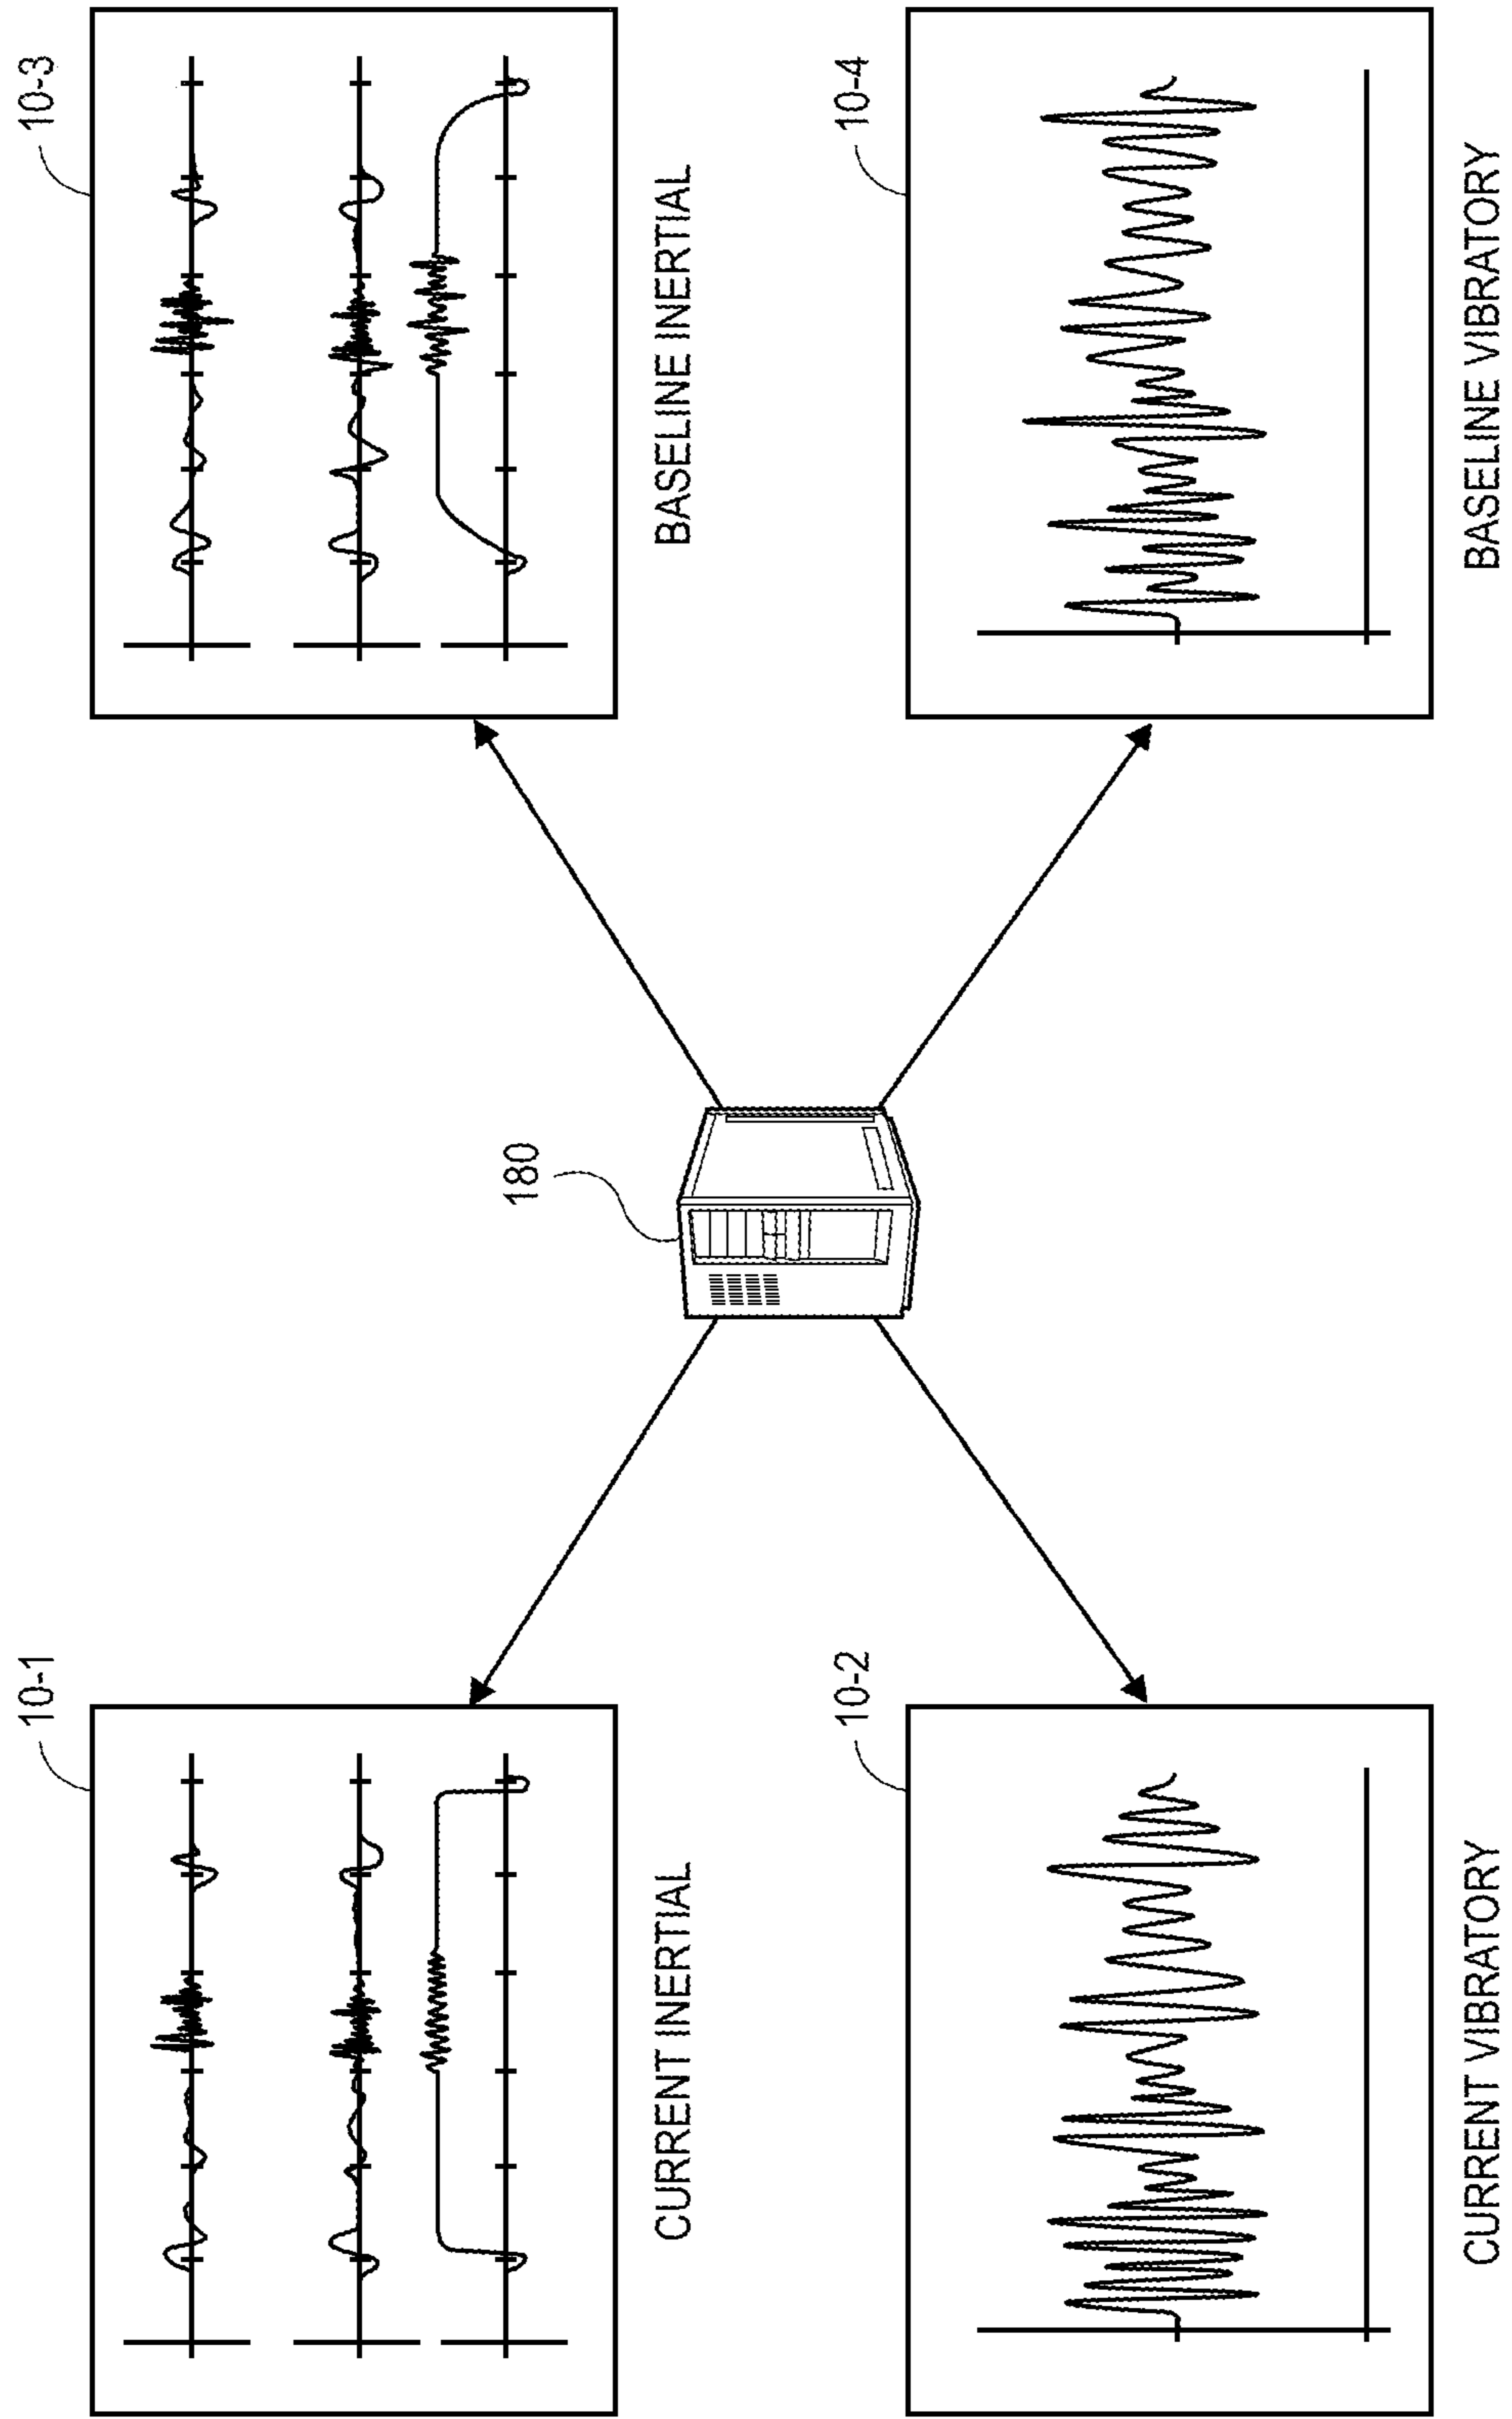 10-1
CURRENT INERTIAL
10-3
BASELINE INERTIAL
180
10-2
CURRENT VIBRATORY
10-4
BASELINE VIBRATORY